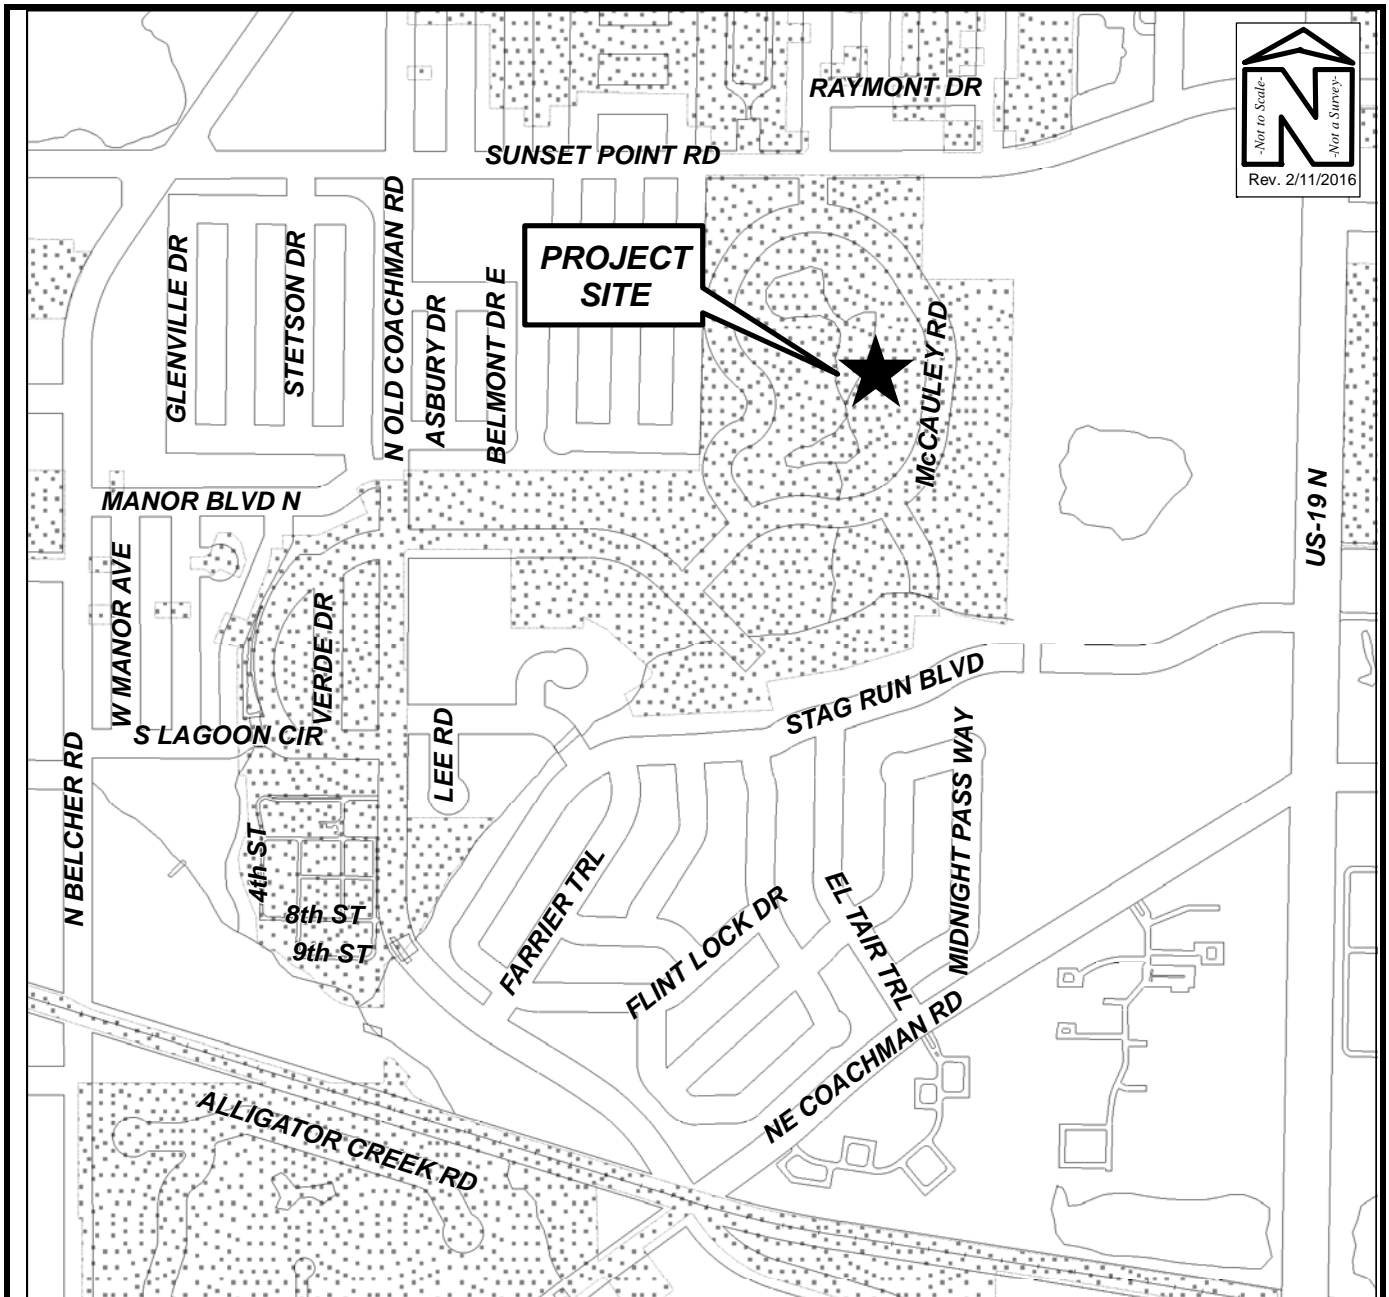 RAYMONT DR
N
-Not to Scale-
-Not a Survey-
Rev. 2/11/2016
SUNSET POINT RD
PROJECT
SITE
GLENVILLE DR
STETSON DR
N OLD COACHMAN RD
ASBURY DR
BELMONT DR E
McCAULEY RD
MANOR BLVD N
US-19 N
W MANOR AVE
VERDE DR
S LAGOON CIR
LEE RD
STAG RUN BLVD
MIDNIGHT PASS WAY
N BELCHER RD
4th ST
8th ST
9th ST
FARRIER TRL
FLINT LOCK DR
EL TAIR TRL
NE COACHMAN RD
ALLIGATOR CREEK RD